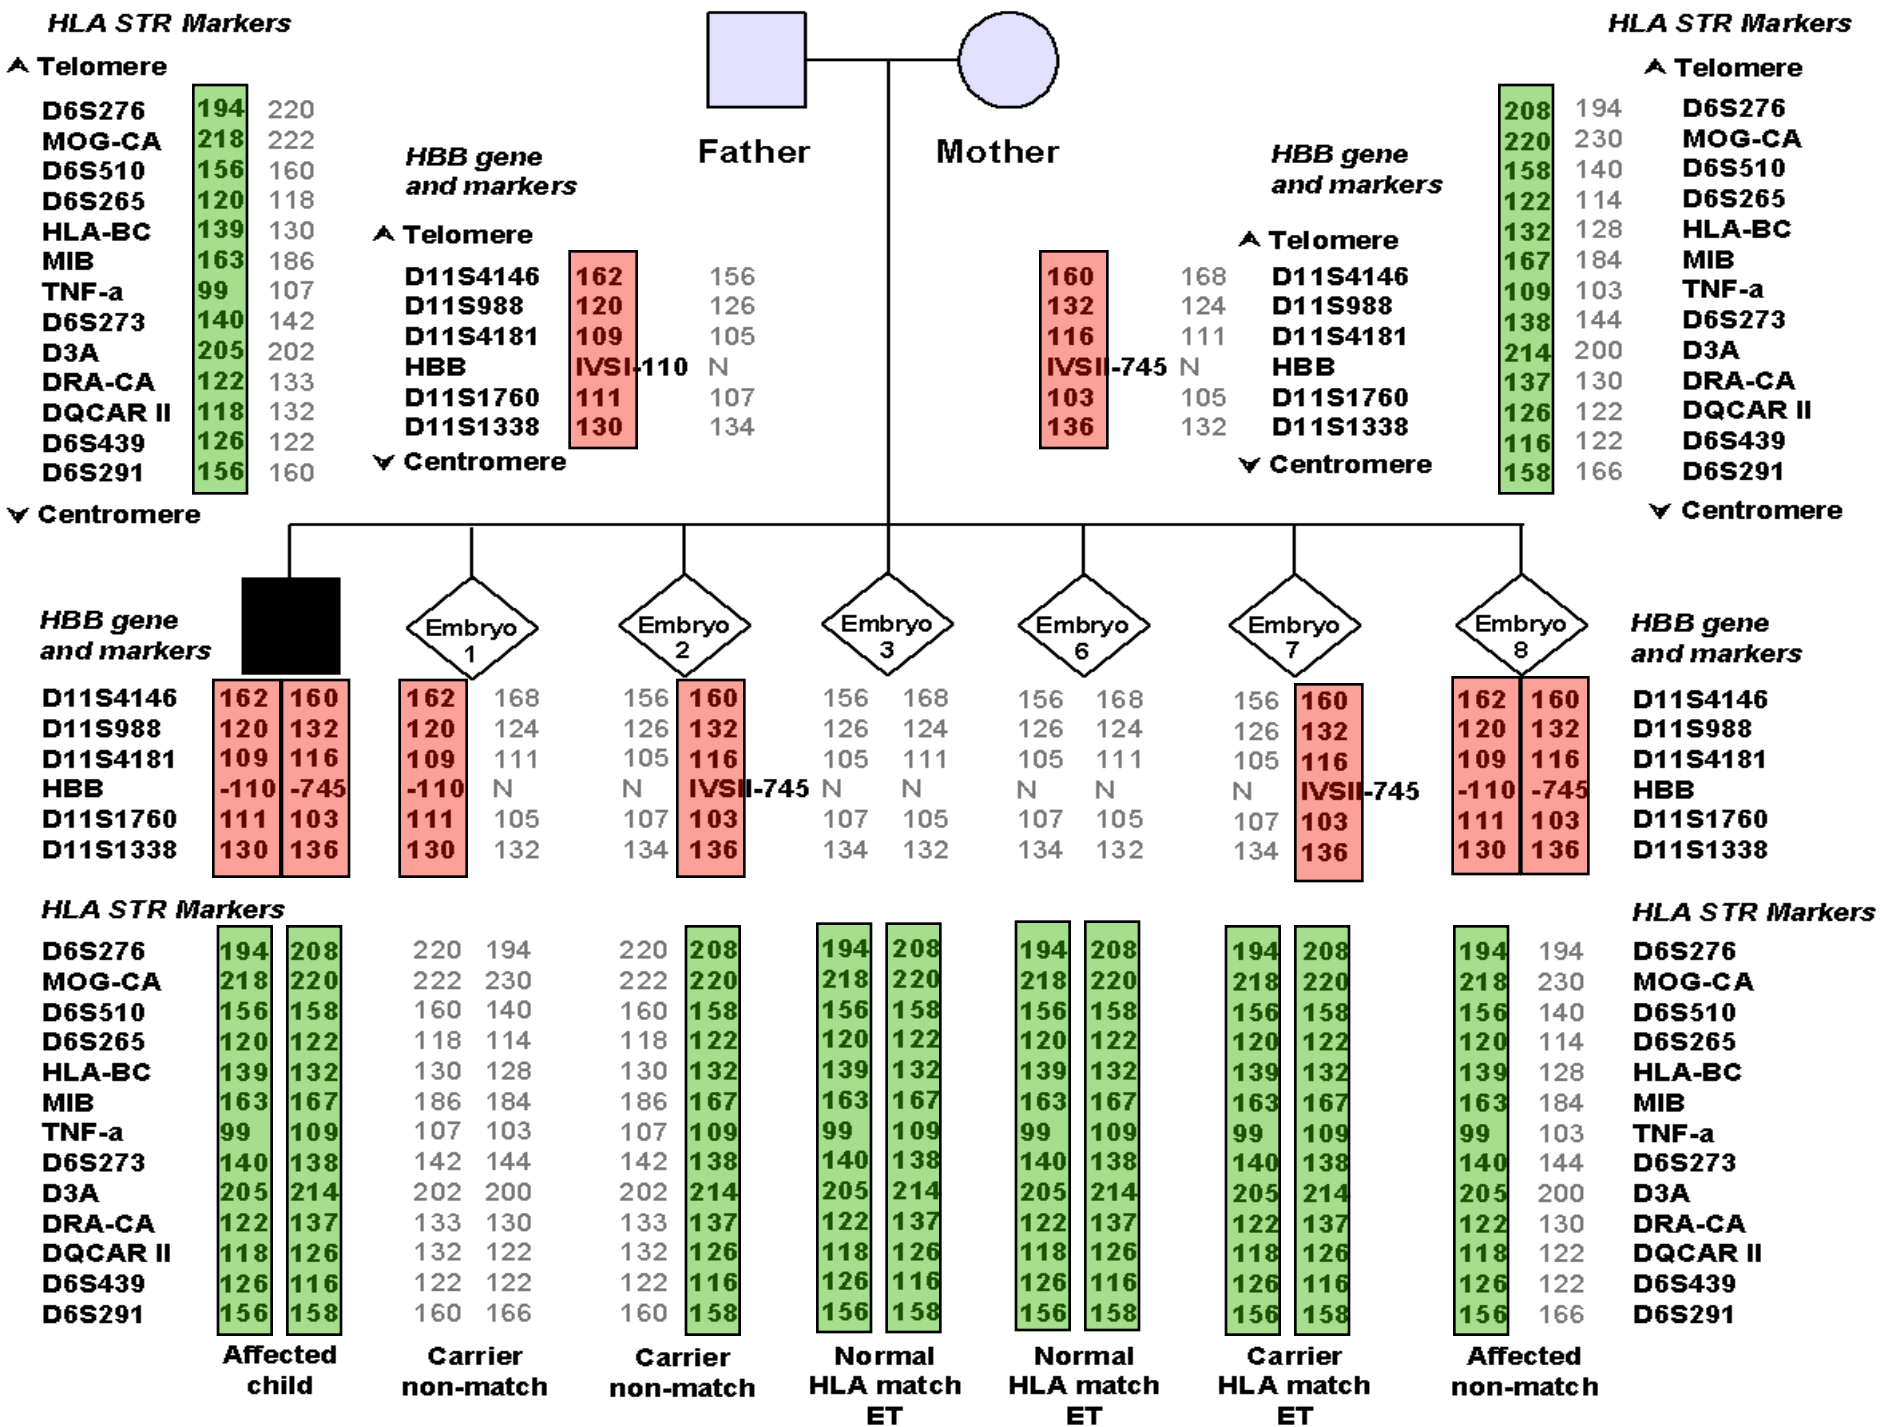 HLA STR Markers
HLA STR Markers
Telomere
Telomere
D6S276 194 220
208 194 D6S276
MOG-CA 218 222
220 230 MOG-CA
D6S510 156 160
158 140 D6S510
D6S265 120 118
122 114 D6S265
HLA-BC 139 130
132 128 HLA-BC
MIB 163 186
167 184 MIB
TNF-a 99 107
109 103 TNF-a
D6S273 140 142
138 144 D6S273
D3A 205 202
214 200 D3A
DRA-CA 122 133
137 130 DRA-CA
DQCAR II 118 132
126 122 DQCAR II
D6S439 126 122
116 122 D6S439
D6S291 156 160
158 166 D6S291
Centromere
Centromere
Father
Mother
HBB gene
and markers
Telomere
D11S4146 162 156
D11S988 120 126
D11S4181 109 105
HBB IVSI-110 N
D11S1760 111 107
D11S1338 130 134
Centromere
HBB gene
and markers
Telomere
160 168 D11S4146
132 124 D11S988
116 111 D11S4181
IVSII-745 N HBB
103 105 D11S1760
136 132 D11S1338
Centromere
Embryo
1
Embryo
2
Embryo
3
Embryo
6
Embryo
7
Embryo
8
HBB gene
and markers
HBB gene
and markers
D11S4146 162 160 162 168 156 160 156 168 156 168 156 160 162 160 D11S4146
D11S988 120 132 120 124 126 132 126 124 126 124 126 132 120 132 D11S988
D11S4181 109 116 109 111 105 116 105 111 105 111 105 116 109 116 D11S4181
HBB -110 -745 -110 N N IVSII-745 N N N N N IVSII-745 -110 -745 HBB
D11S1760 111 103 111 105 107 103 107 105 107 105 107 103 111 103 D11S1760
D11S1338 130 136 130 132 134 136 134 132 134 132 134 136 130 136 D11S1338
HLA STR Markers
HLA STR Markers
D6S276 194 208 220 194 220 208 194 208 194 208 194 208 194 194 D6S276
MOG-CA 218 220 222 230 222 220 218 220 218 220 218 220 218 230 MOG-CA
D6S510 156 158 160 140 160 158 156 158 156 158 156 158 156 140 D6S510
D6S265 120 122 118 114 118 122 120 122 120 122 120 122 120 114 D6S265
HLA-BC 139 132 130 128 130 132 139 132 139 132 139 132 139 128 HLA-BC
MIB 163 167 186 184 186 167 163 167 163 167 163 167 163 184 MIB
TNF-a 99 109 107 103 107 109 99 109 99 109 99 109 99 103 TNF-a
D6S273 140 138 142 144 142 138 140 138 140 138 140 138 140 144 D6S273
D3A 205 214 202 200 202 214 205 214 205 214 205 214 205 200 D3A
DRA-CA 122 137 133 130 133 137 122 137 122 137 122 137 122 130 DRA-CA
DQCAR II 118 126 132 122 132 126 118 126 118 126 118 126 118 122 DQCAR II
D6S439 126 116 122 122 122 116 126 116 126 116 126 116 126 122 D6S439
D6S291 156 158 160 166 160 158 156 158 156 158 156 158 156 166 D6S291
Affected
child
Carrier
non-match
Carrier
non-match
Normal
HLA match
ET
Normal
HLA match
ET
Carrier
HLA match
ET
Affected
non-match